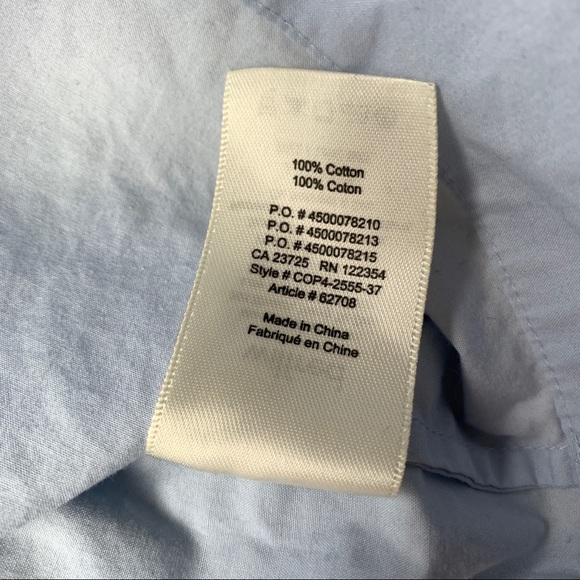 100% Cotton
100% Coton
P.O. # 4500078210
P.O. # 4500078213
P.O. # 4500078215
CA 23725 RN 122354
Style # COP4-2555-37
Article # 62708
Made in China
Fabriqué en Chine